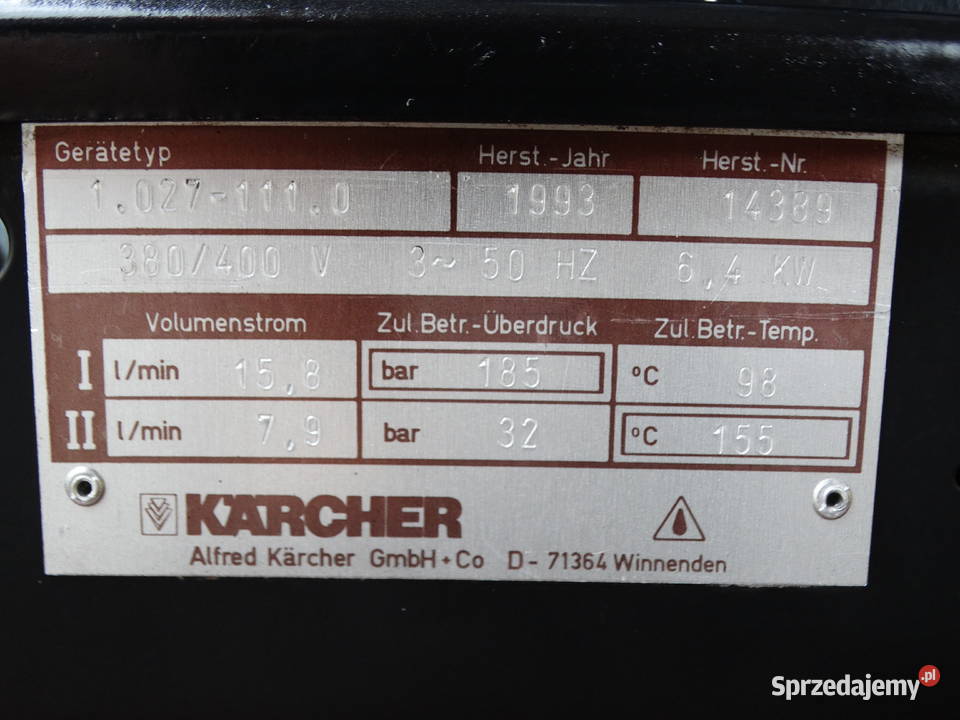 Gerätetyp Herst.-Jahr Herst.-Nr.
1.027-111.0 1993 14389
380/400 V 3~ 50 HZ 6,4 KW
Volumenstrom Zul.Betr.-Überdruck Zul.Betr.-Temp.
I l/min 15,8 bar 185 °C 98
II l/min 7,9 bar 32 °C 155
KÄRCHER
Alfred Kärcher GmbH+Co D-71364 Winnenden
Sprzedajemy.pl